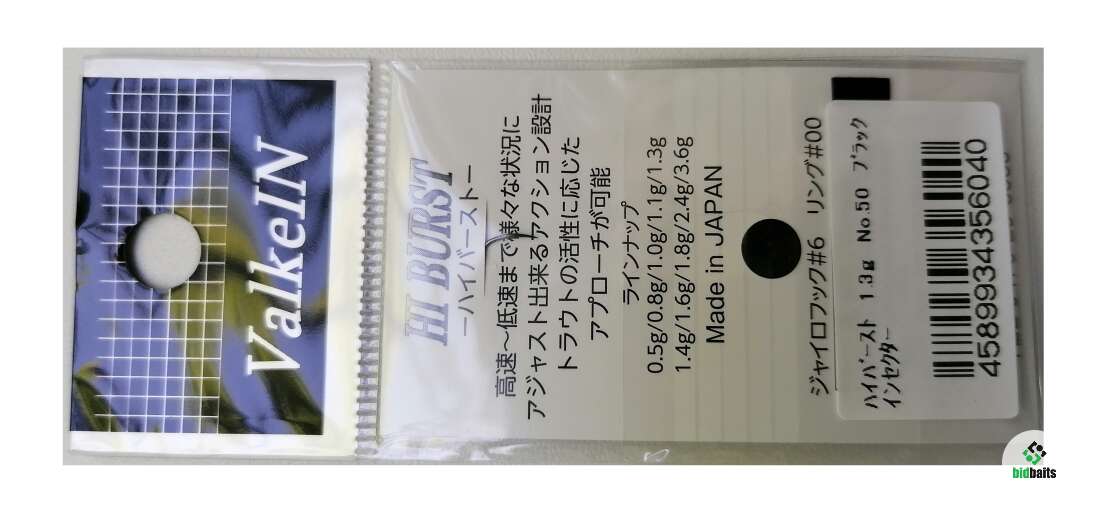 ValkeIN
HI BURST
ーハイバーストー
高速～低速まで様々な状況に
アジャスト出来るアクション設計
トラウトの活性に応じた
アプローチが可能
ラインナップ
0.5g/0.8g/1.0g/1.1g/1.3g
1.4g/1.6g/1.8g/2.4g/3.6g
Made in JAPAN
ジャイロフック#6 リング#00
ハイバースト 1.3g No.50 ブラック
インセクター
4589934356040
bidbaits